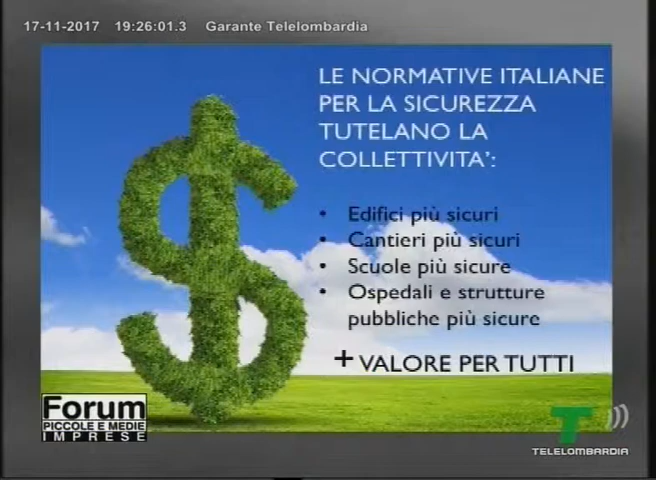 17-11-2017 19:26:01.3 Garante Telelombardia
LE NORMATIVE ITALIANE
PER LA SICUREZZA
TUTELANO LA
COLLETTIVITA':
• Edifici più sicuri
• Cantieri più sicuri
• Scuole più sicure
• Ospedali e strutture
pubbliche più sicure
+ VALORE PER TUTTI
Forum
PICCOLE E MEDIE
IMPRESE
T
TELELOMBARDIA